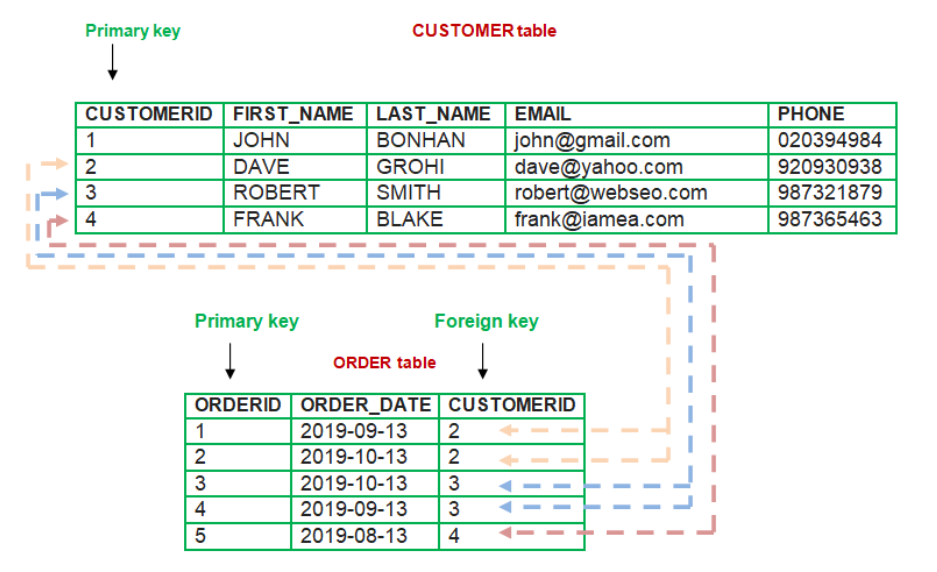 Primary key CUSTOMER table
CUSTOMERID FIRST_NAME LAST_NAME EMAIL PHONE
1 JOHN BONHAN john@gmail.com 020394984
2 DAVE GROHI dave@yahoo.com 920930938
3 ROBERT SMITH robert@webseo.com 987321879
4 FRANK BLAKE frank@iamea.com 987365463
Primary key Foreign key
ORDER table
ORDERID ORDER_DATE CUSTOMERID
1 2019-09-13 2
2 2019-10-13 2
3 2019-10-13 3
4 2019-09-13 3
5 2019-08-13 4